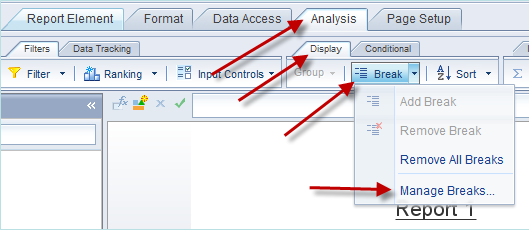 Report Element Format Data Access Analysis Page Setup
Filters Data Tracking Display Conditional
Filter Ranking Input Controls Group Break Sort Σ
fx
Add Break
Remove Break
Remove All Breaks
Manage Breaks...
Report 1